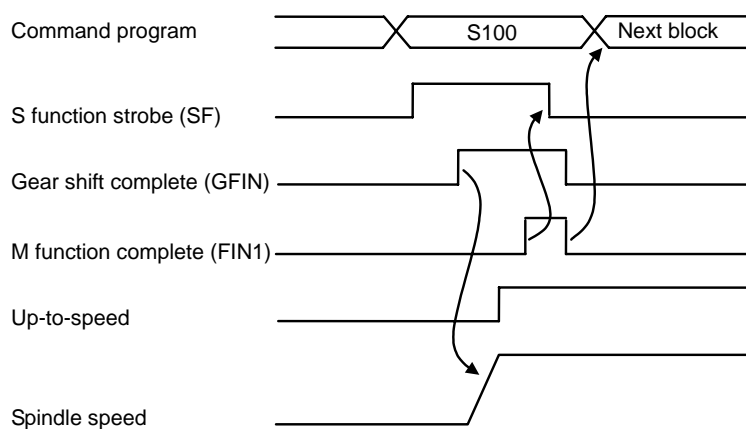 Command program
S100
Next block
S function strobe (SF)
Gear shift complete (GFIN)
M function complete (FIN1)
Up-to-speed
Spindle speed